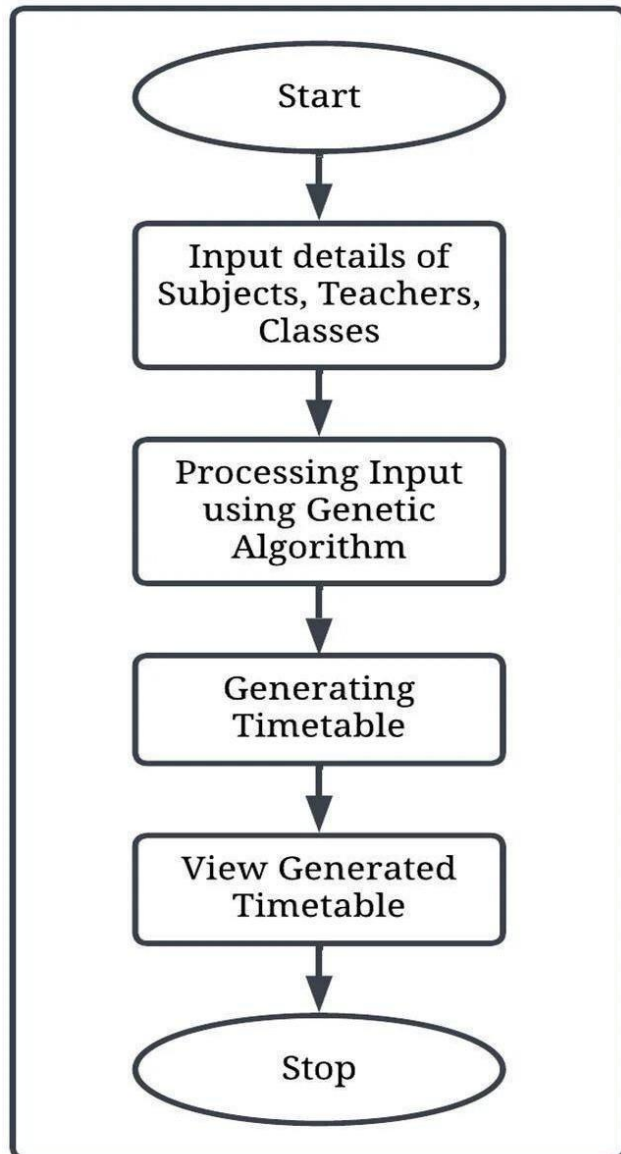 Start
Input details of
Subjects, Teachers,
Classes
Processing Input
using Genetic
Algorithm
Generating
Timetable
View Generated
Timetable
Stop